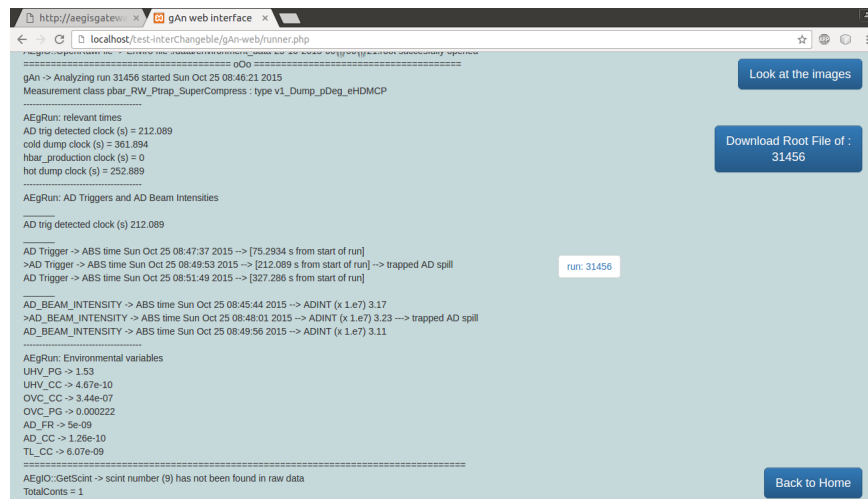 http://aegisgatew
gAn web interface
localhost/test-InterChangeble/gAn-web/runner.php
===================================== oOo =====================================
gAn -> Analyzing run 31456 started Sun Oct 25 08:46:21 2015
Measurement class pbar_RW_Ptrap_SuperCompress : type v1_Dump_pDeg_eHDMCP
--------------------------------------
AEgRun: relevant times
AD trig detected clock (s) = 212.089
cold dump clock (s) = 361.894
hbar_production clock (s) = 0
hot dump clock (s) = 252.889
--------------------------------------
AEgRun: AD Triggers and AD Beam Intensities
______
AD trig detected clock (s) 212.089
______
AD Trigger -> ABS time Sun Oct 25 08:47:37 2015 --> [75.2934 s from start of run]
>AD Trigger -> ABS time Sun Oct 25 08:49:53 2015 --> [212.089 s from start of run] --> trapped AD spill
AD Trigger -> ABS time Sun Oct 25 08:51:49 2015 --> [327.286 s from start of run]
______
AD_BEAM_INTENSITY -> ABS time Sun Oct 25 08:45:44 2015 --> ADINT (x 1.e7) 3.17
>AD_BEAM_INTENSITY -> ABS time Sun Oct 25 08:48:01 2015 --> ADINT (x 1.e7) 3.23 ---> trapped AD spill
AD_BEAM_INTENSITY -> ABS time Sun Oct 25 08:49:56 2015 --> ADINT (x 1.e7) 3.11
--------------------------------------
AEgRun: Environmental variables
UHV_PG -> 1.53
UHV_CC -> 4.67e-10
OVC_CC -> 3.44e-07
OVC_PG -> 0.000222
AD_FR -> 5e-09
AD_CC -> 1.26e-10
TL_CC -> 6.07e-09
===============================================================================
AEgIO::GetScint -> scint number (9) has not been found in raw data
TotalConts = 1
run: 31456
Look at the images
Download Root File of :
31456
Back to Home